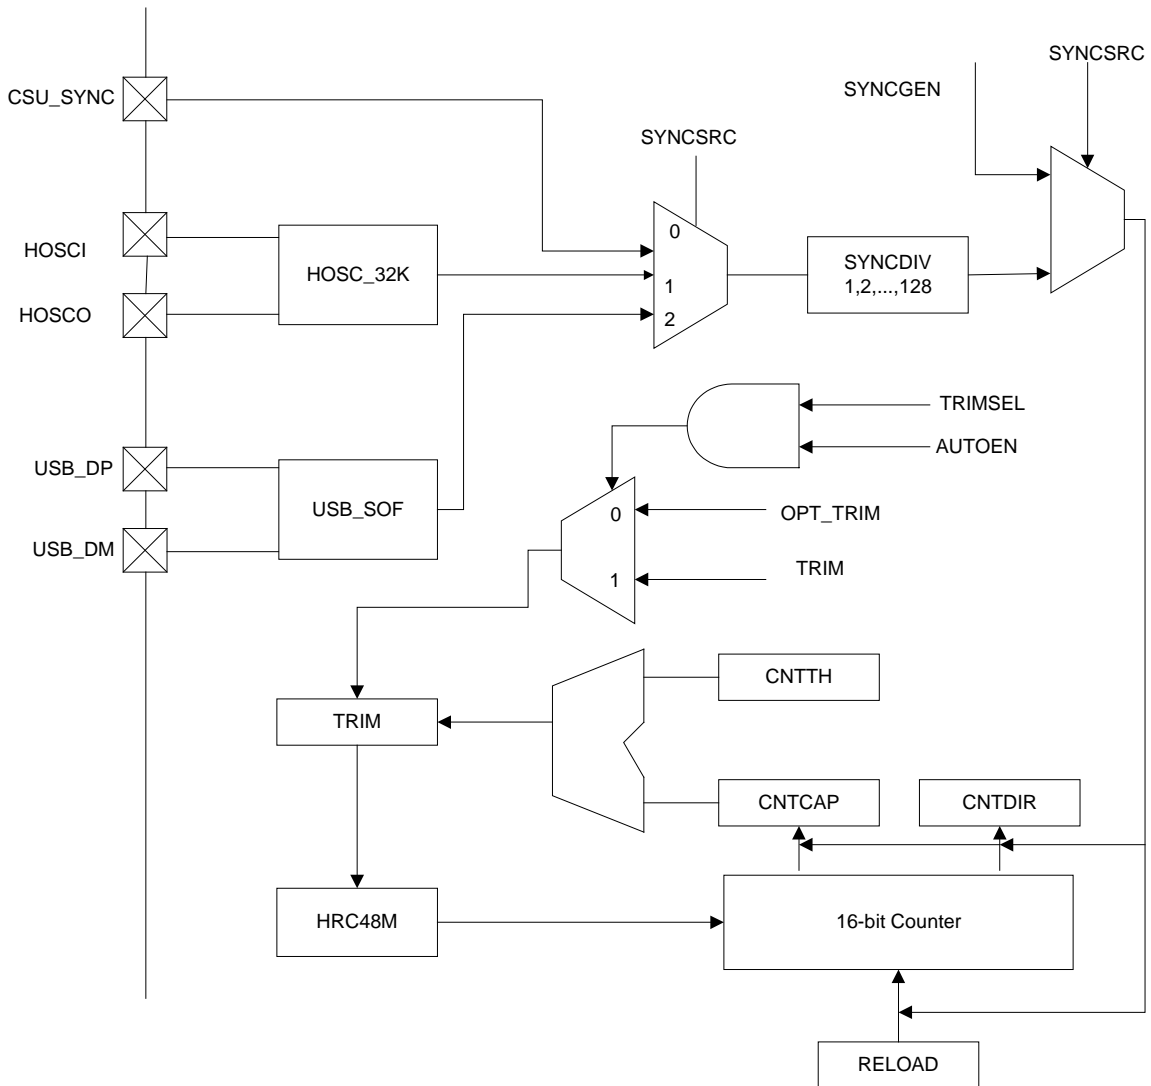 SYNCSRC
SYNCGEN
CSU_SYNC
SYNCSRC
0
HOSCI
HOSC_32K
1
SYNCDIV
1,2,...,128
HOSCO
2
TRIMSEL
AUTOEN
USB_DP
USB_SOF
0
OPT_TRIM
USB_DM
1
TRIM
CNTTH
TRIM
CNTCAP
CNTDIR
HRC48M
16-bit Counter
RELOAD